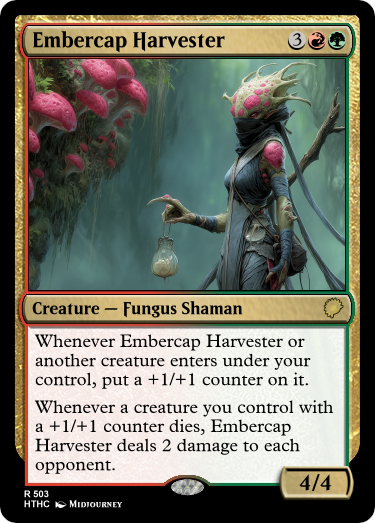 Embercap Harvester 3
Creature — Fungus Shaman
Whenever Embercap Harvester or
another creature enters under your
control, put a +1/+1 counter on it.
Whenever a creature you control with
a +1/+1 counter dies, Embercap
Harvester deals 2 damage to each
opponent.
4/4
R 503
HTHC Midjourney